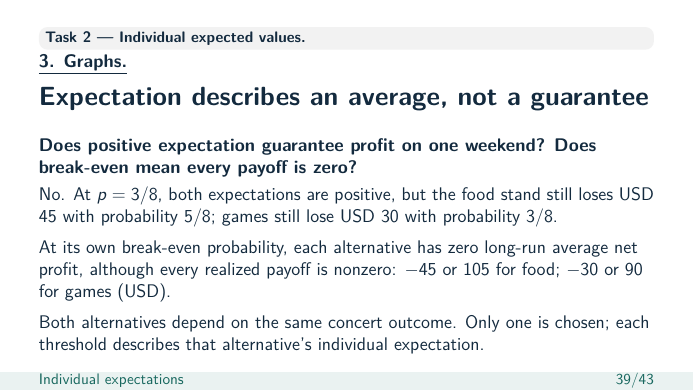 Task 2 — Individual expected values.
3. Graphs.
Expectation describes an average, not a guarantee
Does positive expectation guarantee profit on one weekend? Does
break-even mean every payoff is zero?
No. At p = 3/8, both expectations are positive, but the food stand still loses USD
45 with probability 5/8; games still lose USD 30 with probability 3/8.
At its own break-even probability, each alternative has zero long-run average net
profit, although every realized payoff is nonzero: −45 or 105 for food; −30 or 90
for games (USD).
Both alternatives depend on the same concert outcome. Only one is chosen; each
threshold describes that alternative's individual expectation.
Individual expectations
39/43